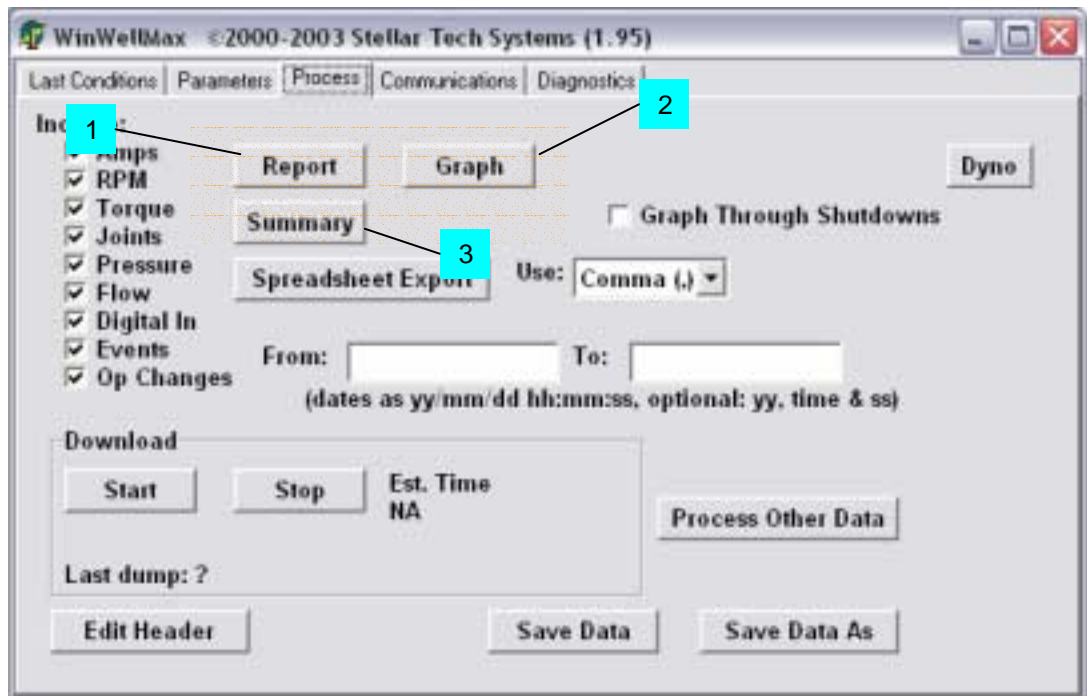 WinWellMax ©2000-2003 Stellar Tech Systems (1.95)
Last Conditions Parameters Process Communications Diagnostics
1
2
Amps
Report
Graph
Dyno
RPM
Torque
Summary
Graph Through Shutdowns
Joints
3
Pressure
Spreadsheet Export
Use:
Comma (,)
Flow
Digital In
Events
From:
To:
Op Changes
(dates as yy/mm/dd hh:mm:ss, optional: yy, time & ss)
Download
Start
Stop
Est. Time
NA
Process Other Data
Last dump: ?
Edit Header
Save Data
Save Data As